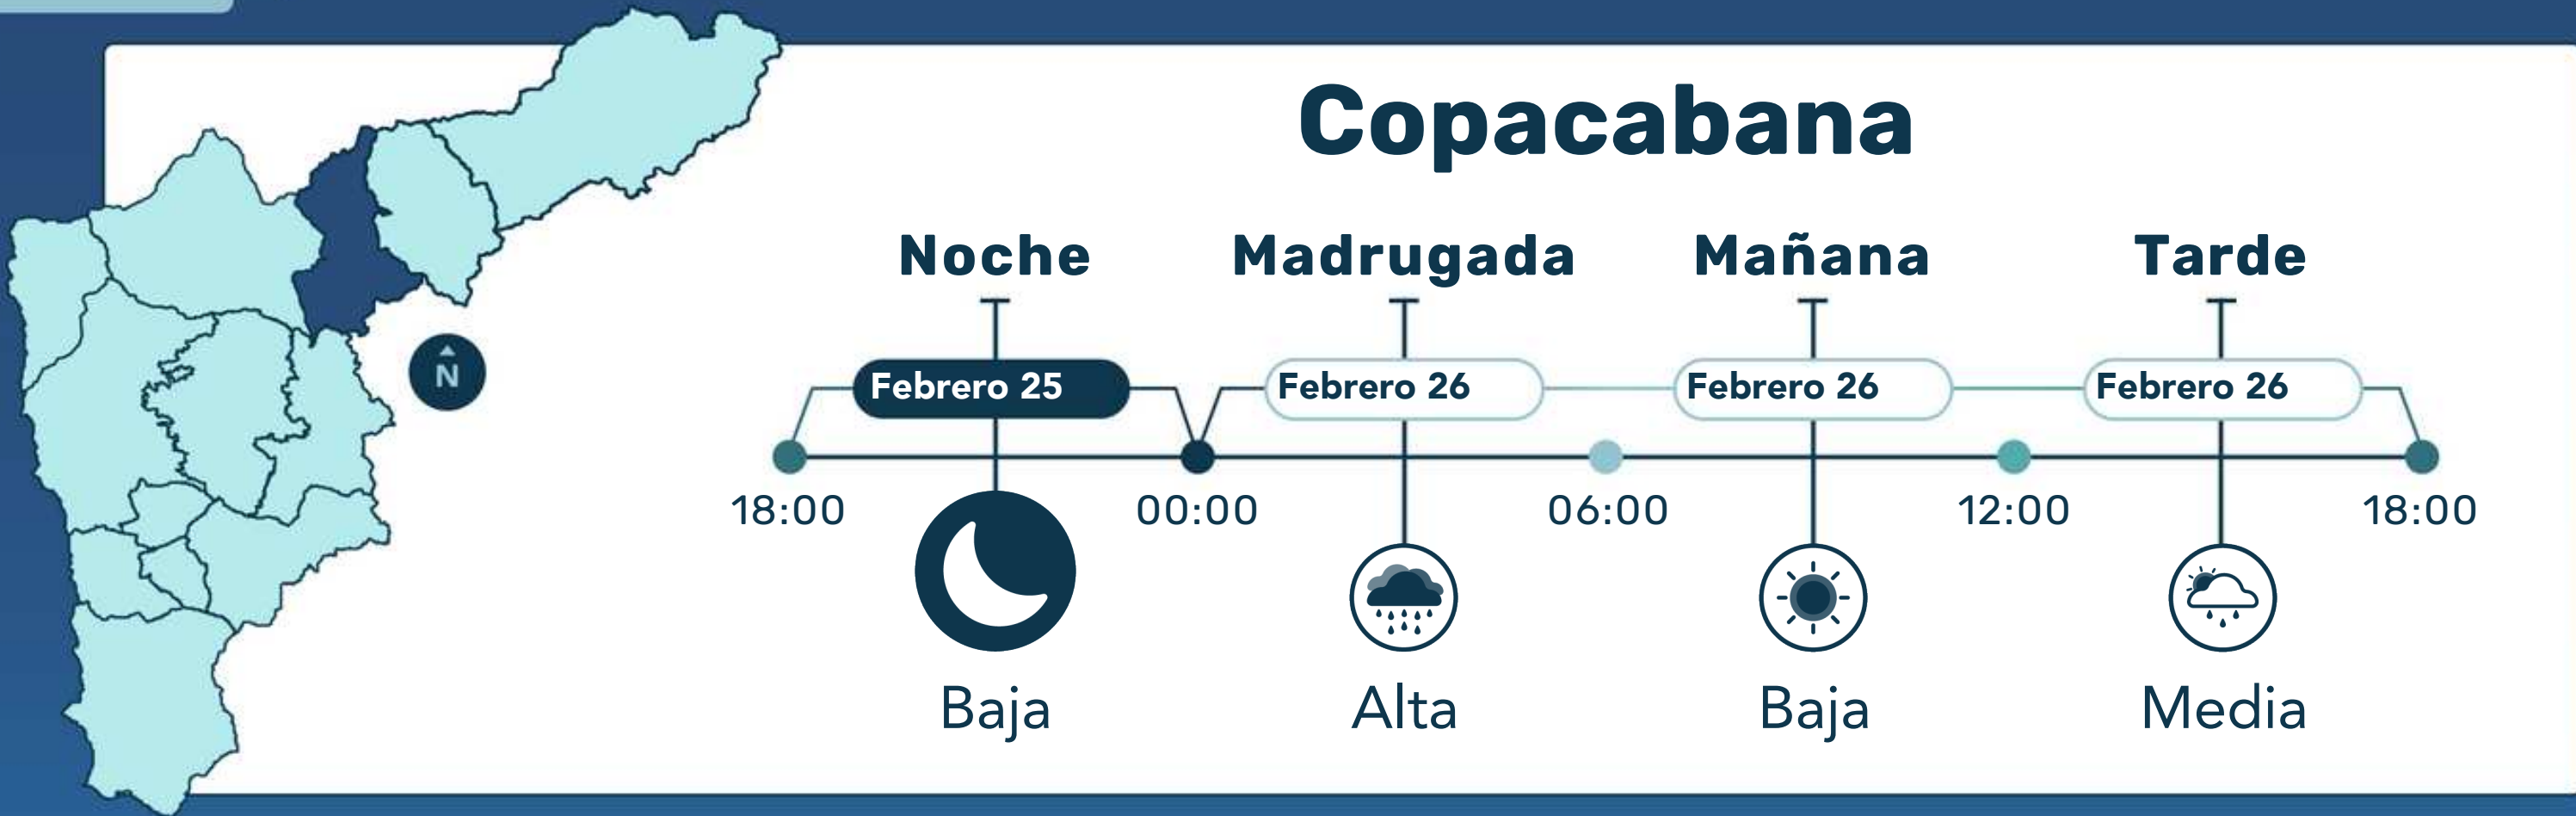 Copacabana
Noche Madrugada Mañana Tarde
Febrero 25 Febrero 26 Febrero 26 Febrero 26
N
18:00 00:00 06:00 12:00 18:00
Baja Alta Baja Media